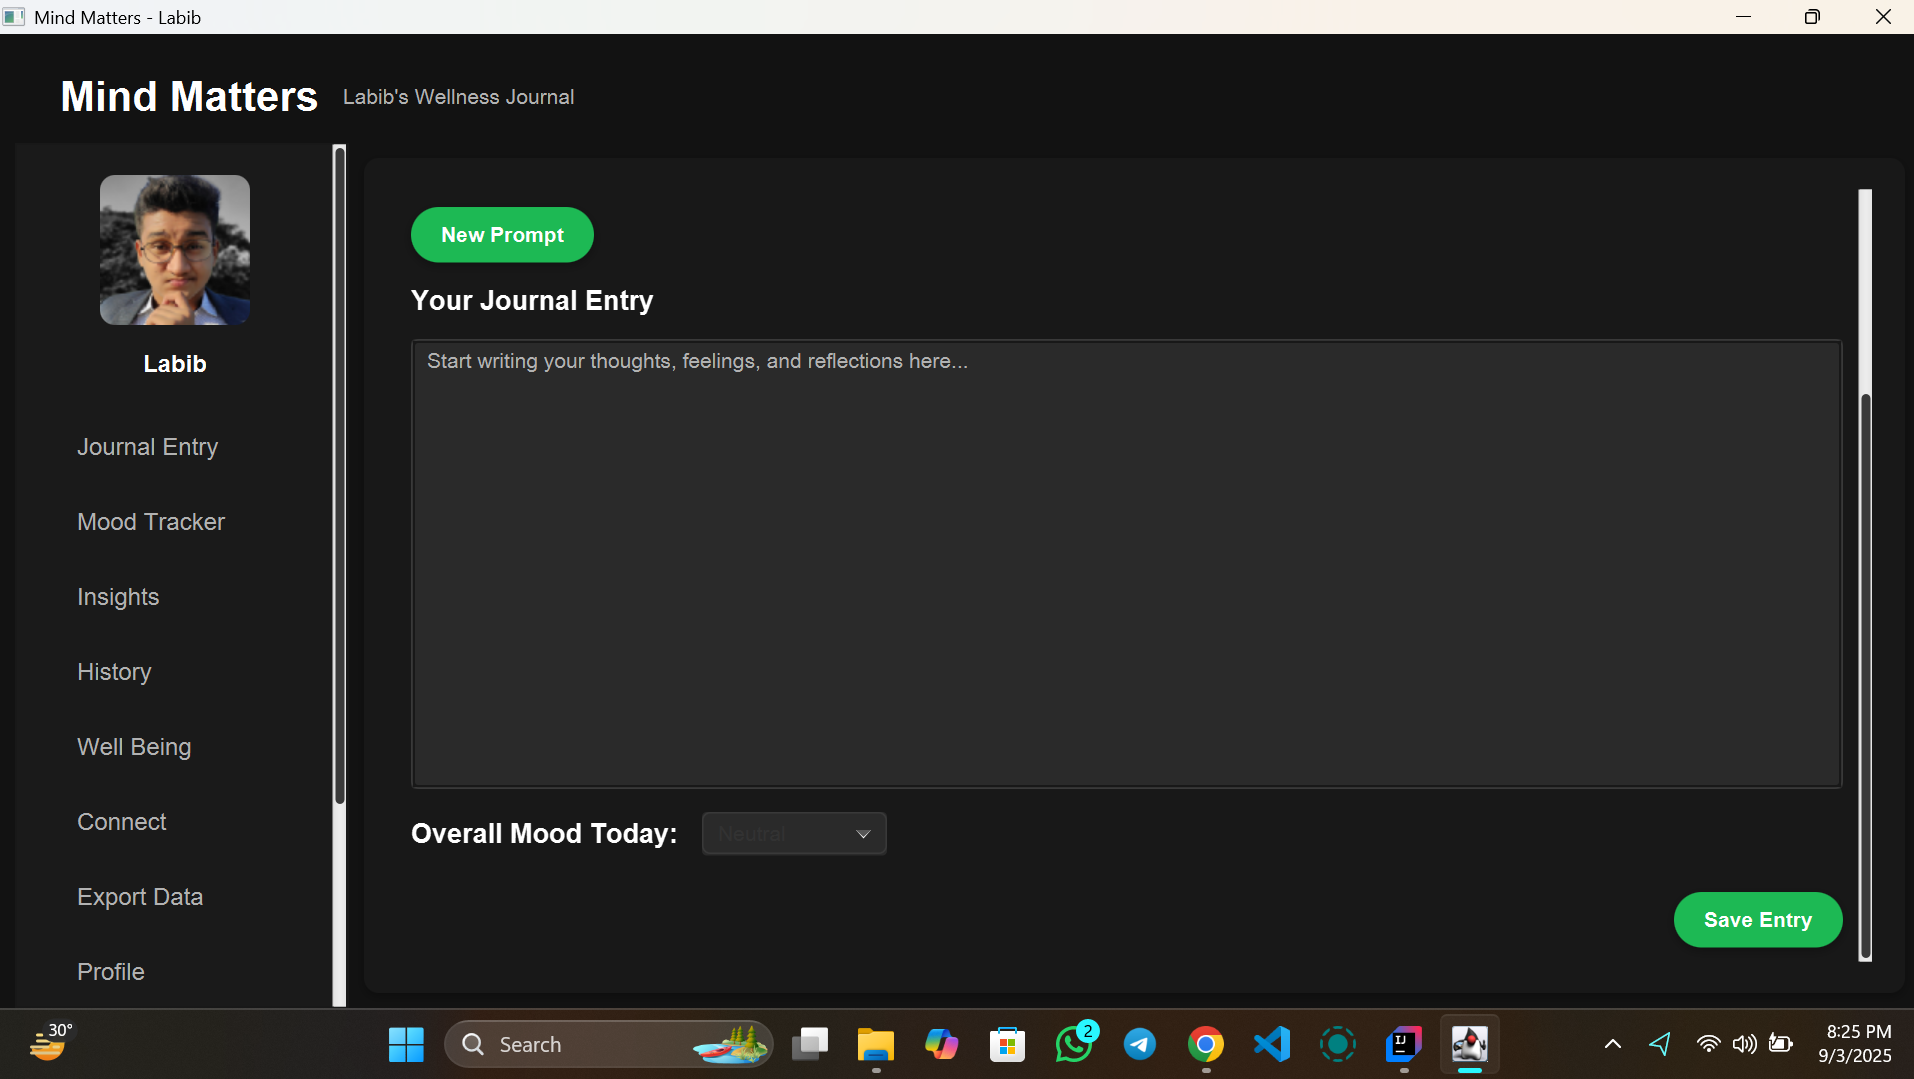 Mind Matters - Labib
Mind Matters Labib's Wellness Journal
Labib
Journal Entry
Mood Tracker
Insights
History
Well Being
Connect
Export Data
Profile
New Prompt
Your Journal Entry
Start writing your thoughts, feelings, and reflections here...
Overall Mood Today: Neutral
Save Entry
30°
Search
2
IJ
8:25 PM
9/3/2025